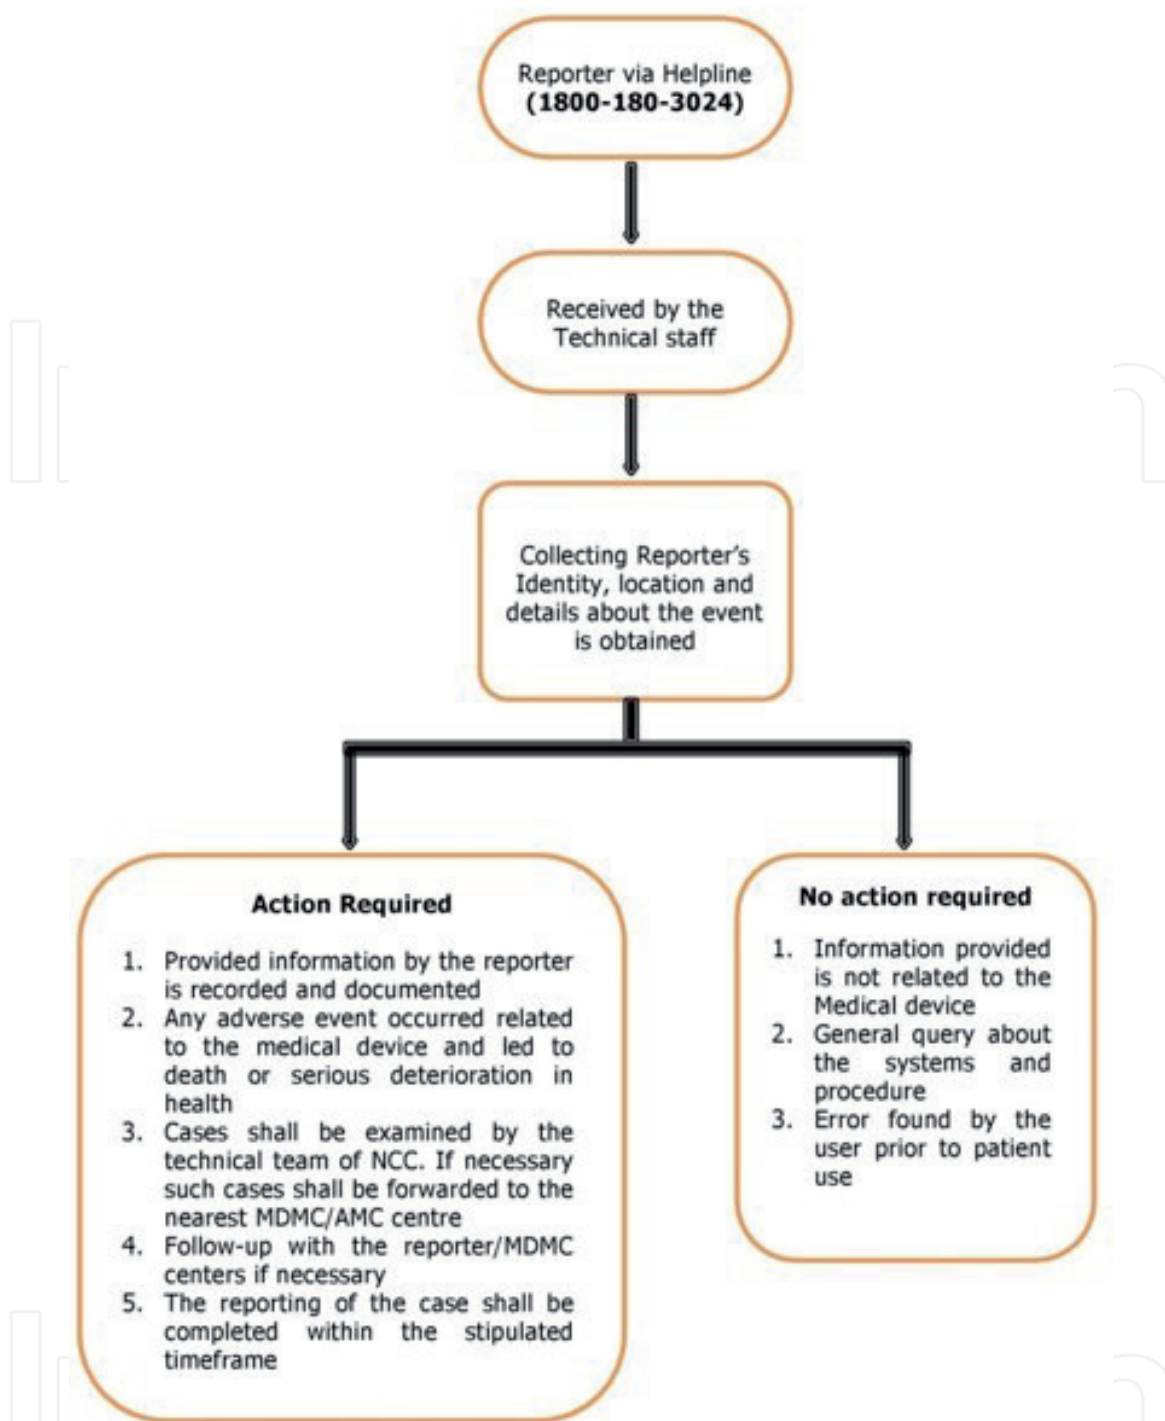 Reporter via Helpline
(1800-180-3024)
Received by the
Technical staff
Collecting Reporter's
Identity, location and
details about the event
is obtained
Action Required
1. Provided information by the reporter
is recorded and documented
2. Any adverse event occurred related
to the medical device and led to
death or serious deterioration in
health
3. Cases shall be examined by the
technical team of NCC. If necessary
such cases shall be forwarded to the
nearest MDMC/AMC centre
4. Follow-up with the reporter/MDMC
centers if necessary
5. The reporting of the case shall be
completed within the stipulated
timeframe
No action required
1. Information provided
is not related to the
Medical device
2. General query about
the systems and
procedure
3. Error found by the
user prior to patient
use